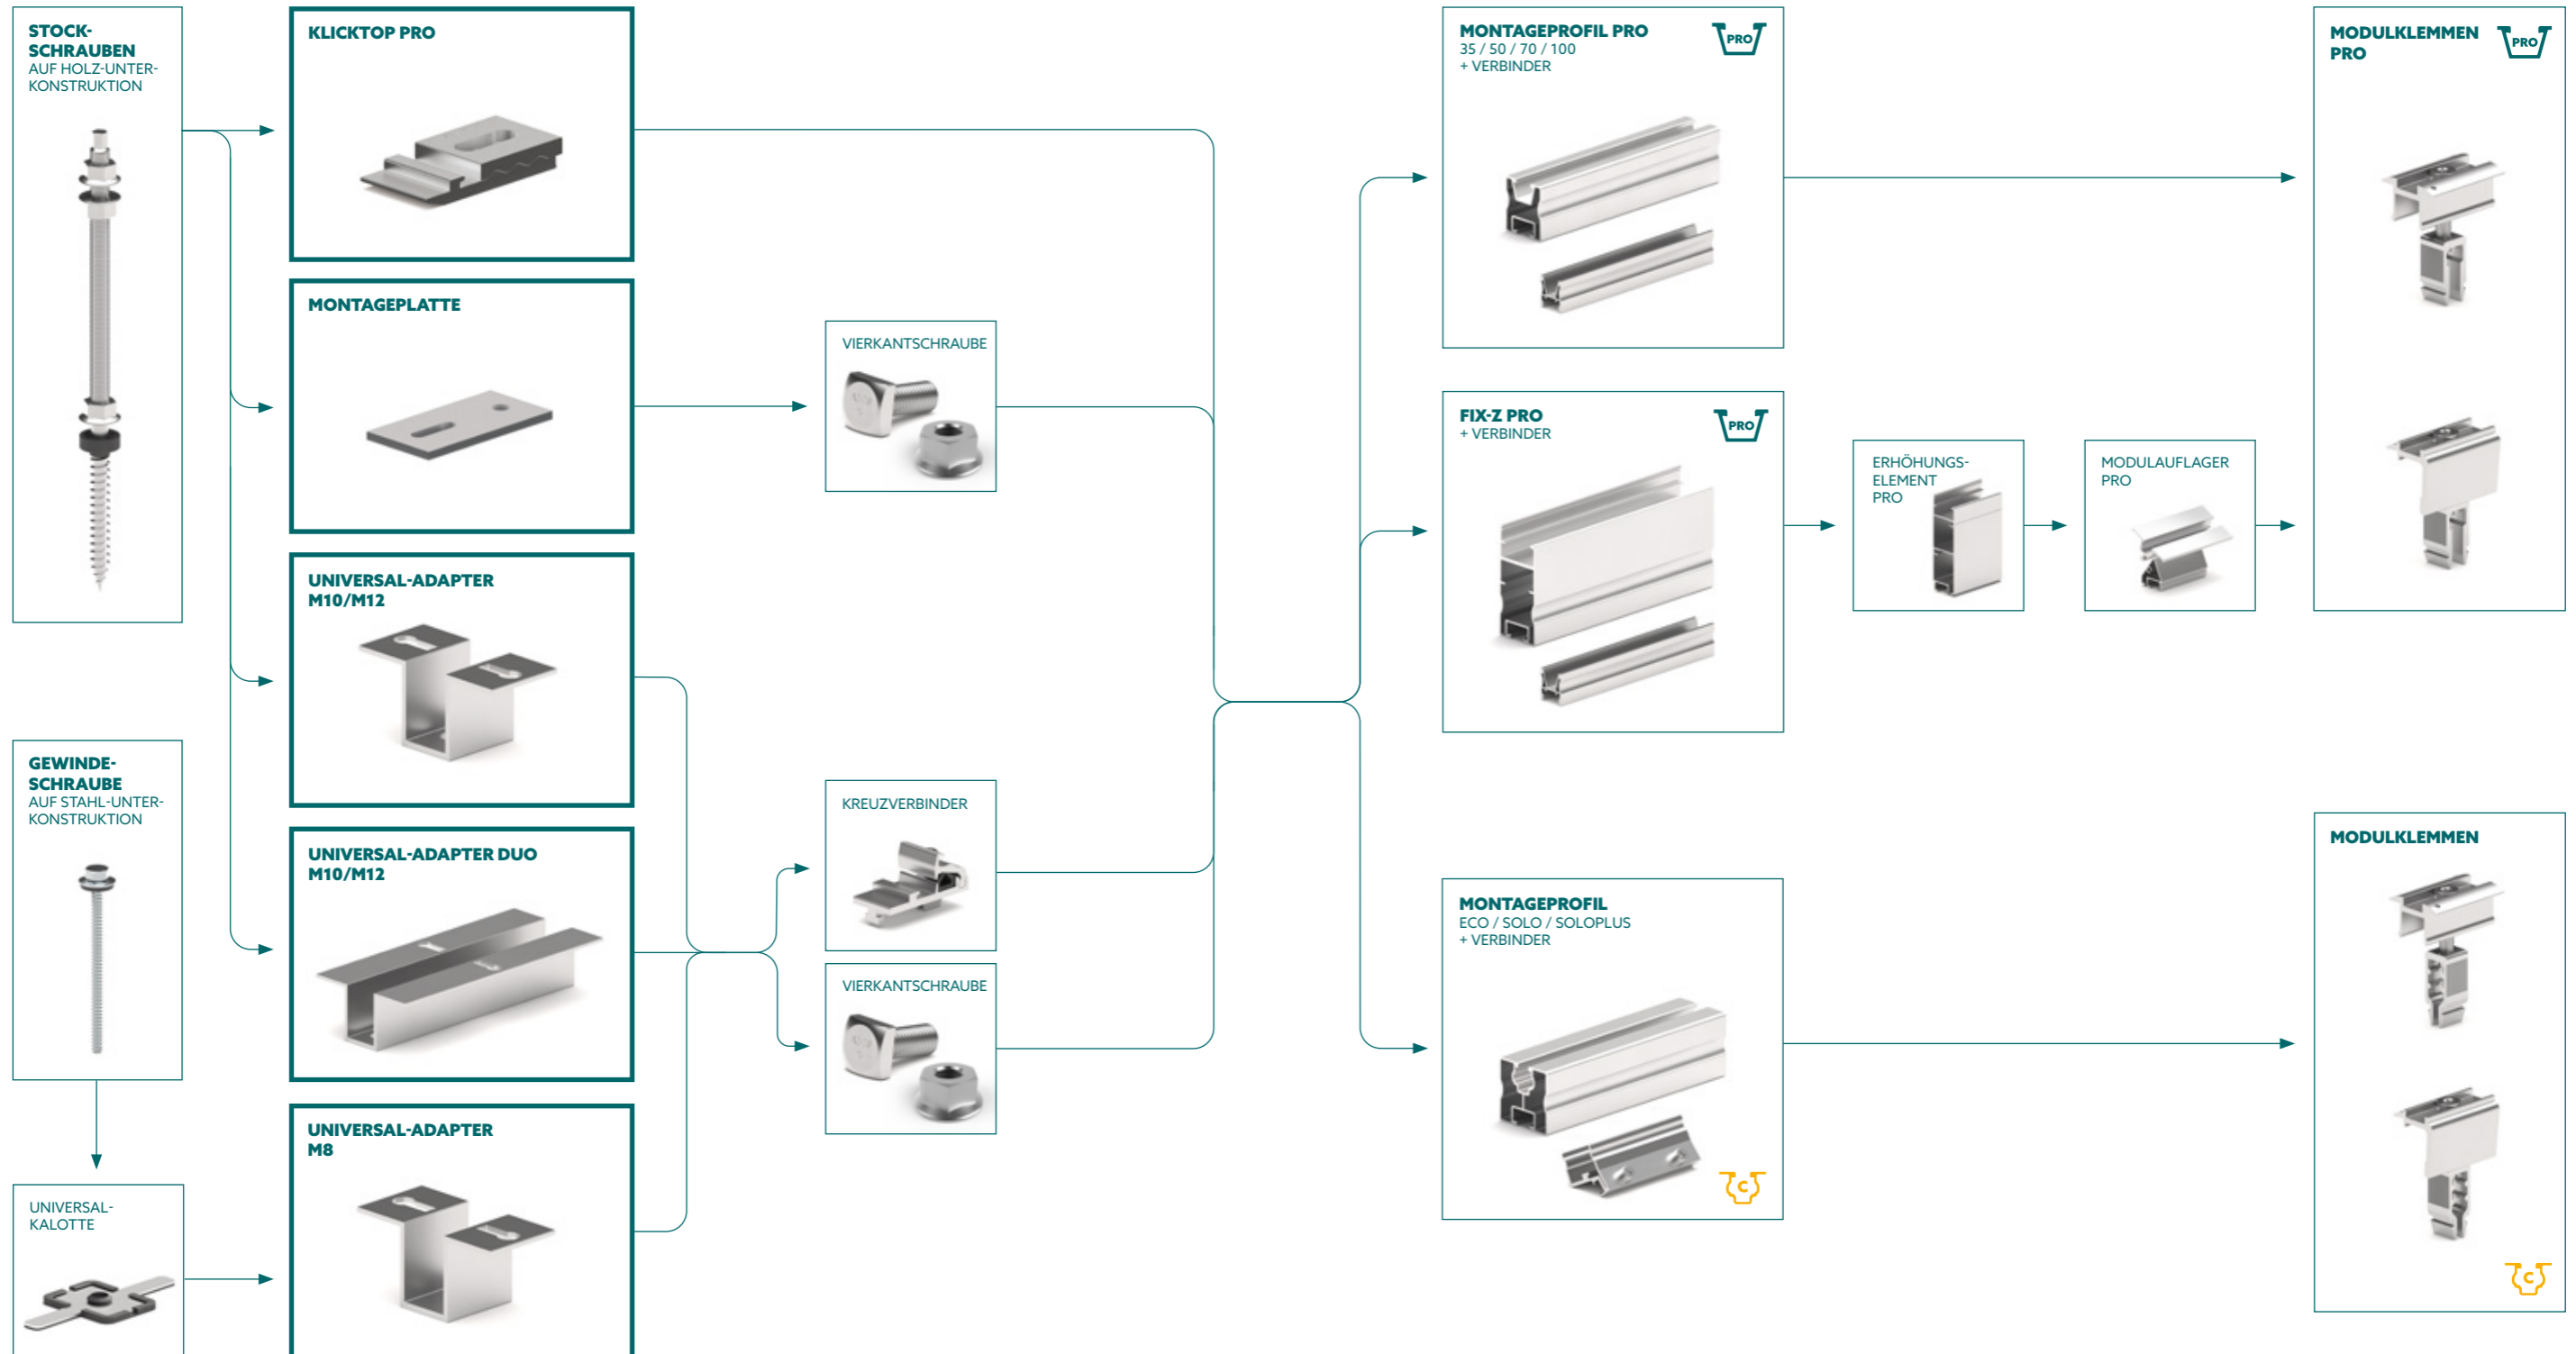 STOCK-
SCHRAUBEN
AUF HOLZ-UNTER-
KONSTRUKTION
KLICKTOP PRO
MONTAGEPLATTE
VIERKANTSCHRAUBE
UNIVERSAL-ADAPTER
M10/M12
GEWINDE-
SCHRAUBE
AUF STAHL-UNTER-
KONSTRUKTION
UNIVERSAL-ADAPTER DUO
M10/M12
KREUZVERBINDER
VIERKANTSCHRAUBE
UNIVERSAL-
KALOTTE
UNIVERSAL-ADAPTER
M8
MONTAGEPROFIL PRO
35 / 50 / 70 / 100
+ VERBINDER
PRO
FIX-Z PRO
+ VERBINDER
PRO
ERHÖHUNGS-
ELEMENT
PRO
MODULAUFLAGER
PRO
MODULKLEMMEN
PRO
PRO
MONTAGEPROFIL
ECO / SOLO / SOLOPLUS
+ VERBINDER
C
MODULKLEMMEN
C